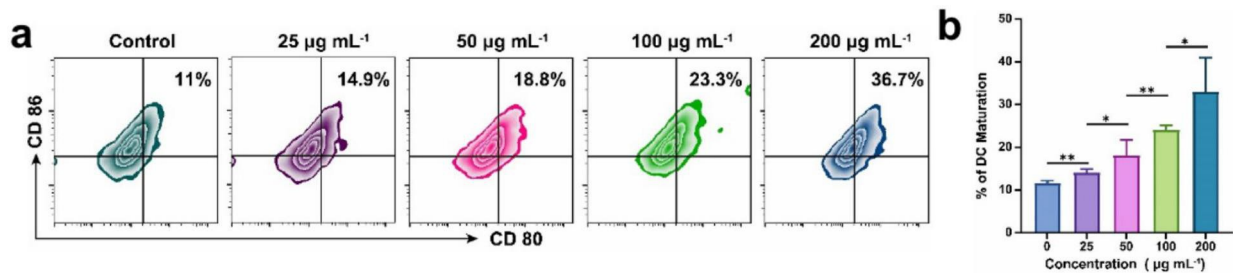 a
Control 25 µg mL⁻¹ 50 µg mL⁻¹ 100 µg mL⁻¹ 200 µg mL⁻¹
11% 14.9% 18.8% 23.3% 36.7%
CD 86
CD 80
b
% of DC Maturation
50
40
30
20
10
0
** * ** *
0 25 50 100 200
Concentration ( µg mL⁻¹)